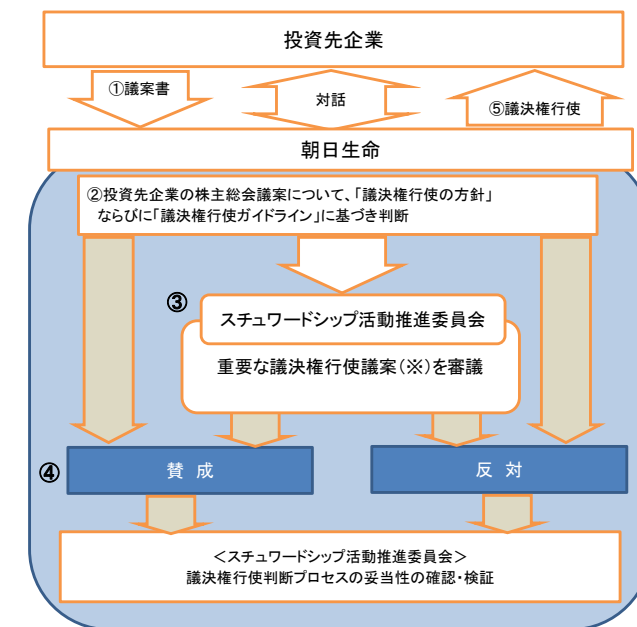 投資先企業
①議案書
対話
⑤議決権行使
朝日生命
②投資先企業の株主総会議案について、「議決権行使の方針」
ならびに「議決権行使ガイドライン」に基づき判断
③
スチュワードシップ活動推進委員会
重要な議決権行使議案(※)を審議
④
賛 成
反 対
＜スチュワードシップ活動推進委員会＞
議決権行使判断プロセスの妥当性の確認・検証